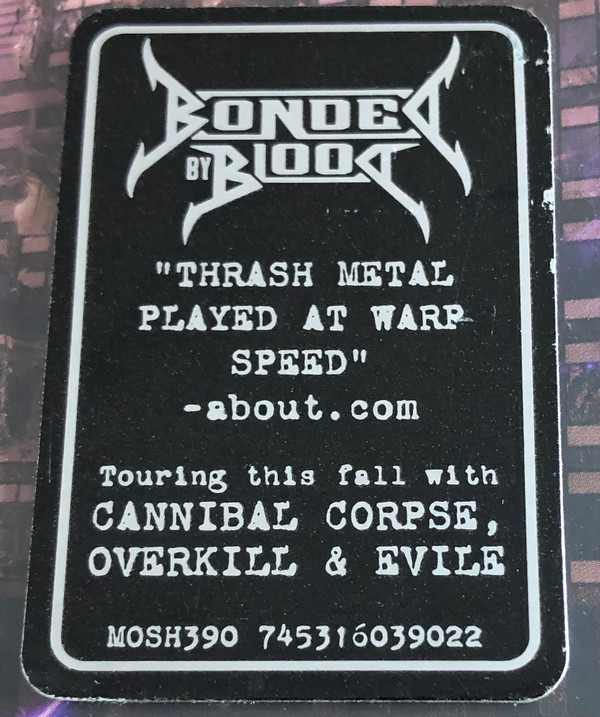 BONDED
BY BLOOD
"THRASH METAL
PLAYED AT WARP
SPEED"
-about.com
Touring this fall with
CANNIBAL CORPSE,
OVERKILL & EVILE
MOSH390 745316039022